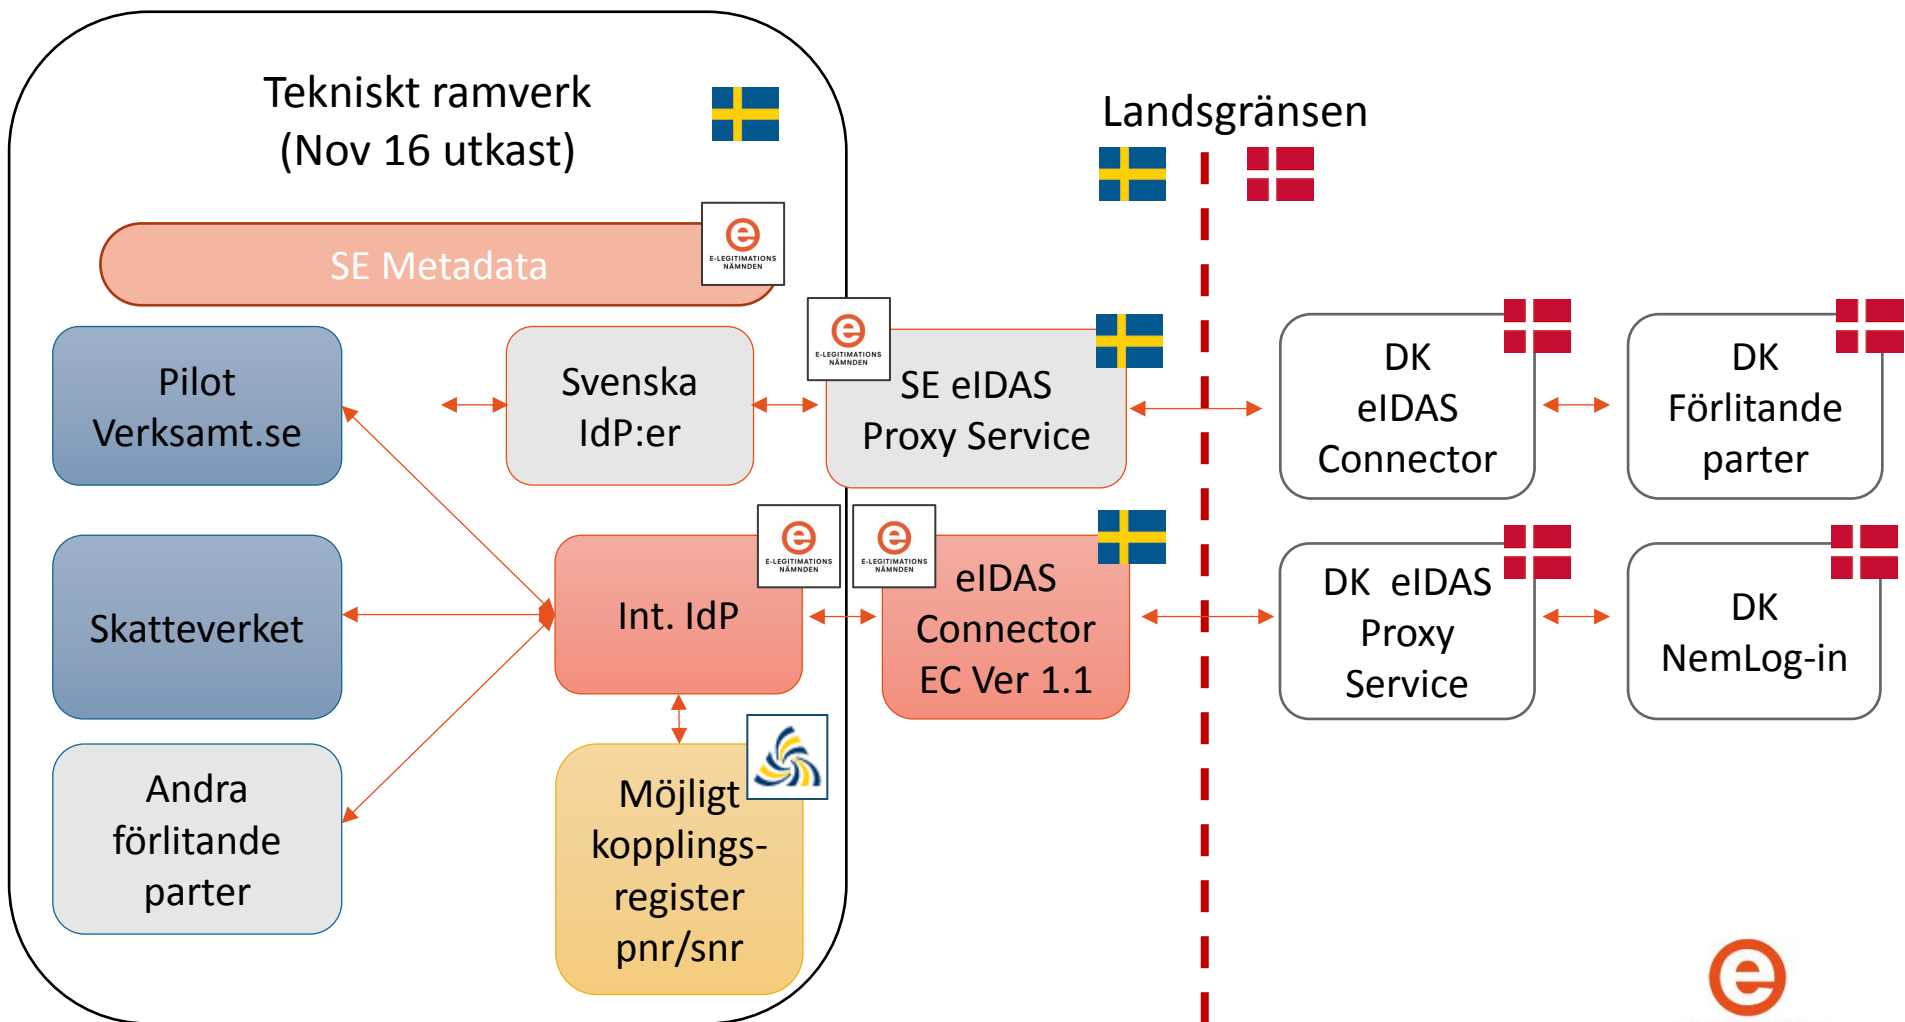 Tekniskt ramverk
(Nov 16 utkast)
Landsgränsen
SE Metadata
E-LEGITIMATIONS
NÄMNDEN
Pilot
Verksamt.se
Svenska
IdP:er
E-LEGITIMATIONS
NÄMNDEN
SE eIDAS
Proxy Service
DK
eIDAS
Connector
DK
Förlitande
parter
Skatteverket
Int. IdP
E-LEGITIMATIONS
NÄMNDEN
E-LEGITIMATIONS
NÄMNDEN
eIDAS
Connector
EC Ver 1.1
DK eIDAS
Proxy
Service
DK
NemLog-in
Andra
förlitande
parter
Möjligt
kopplings-
register
pnr/snr